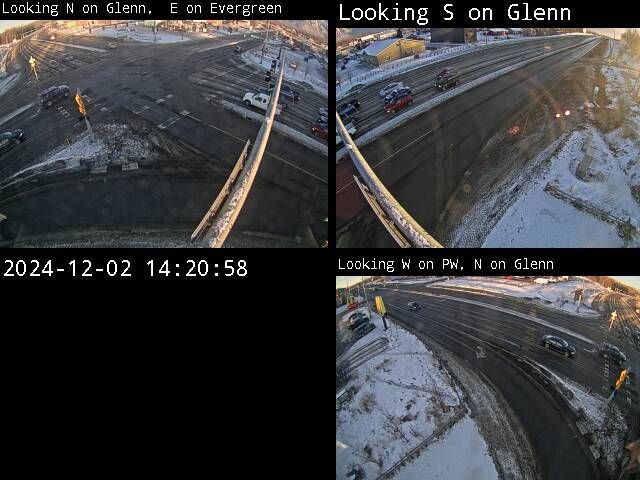 Looking N on Glenn,  E on Evergreen
Looking S on Glenn
2024-12-02 14:20:58
Looking W on PW, N on Glenn